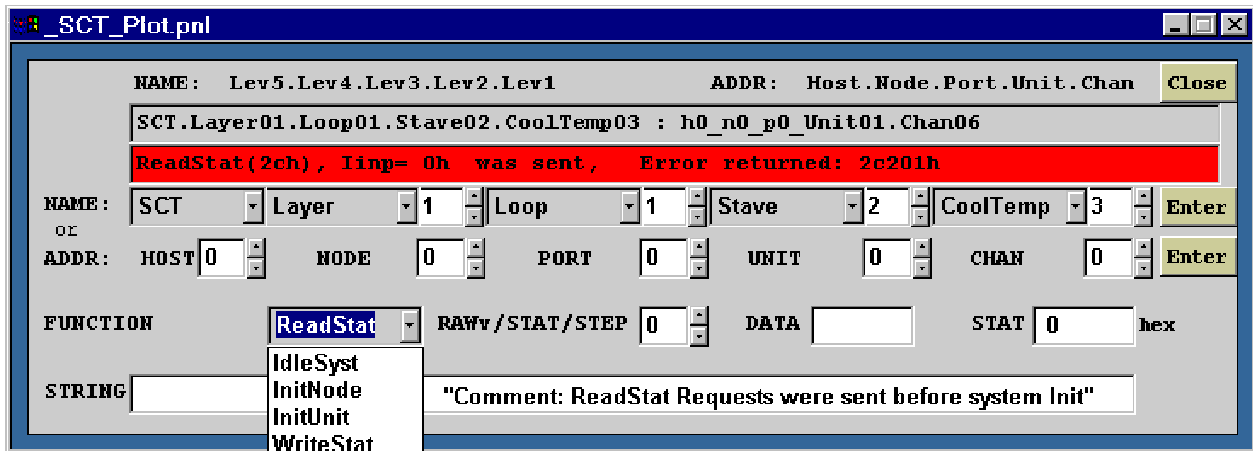 _SCT_Plot.pnl
NAME: Lev5.Lev4.Lev3.Lev2.Lev1 ADDR: Host.Node.Port.Unit.Chan Close
SCT.Layer01.Loop01.Stave02.CoolTemp03 : h0_n0_p0_Unit01.Chan06
ReadStat(2ch), Iinp= 0h was sent, Error returned: 2c201h
NAME: SCT Layer 1 Loop 1 Stave 2 CoolTemp 3 Enter
or
ADDR: HOST 0 NODE 0 PORT 0 UNIT 0 CHAN 0 Enter
FUNCTION ReadStat RAWv/STAT/STEP 0 DATA STAT 0 hex
IdleSyst
InitNode
STRING "Comment: ReadStat Requests were sent before system Init"
InitUnit
WriteStat